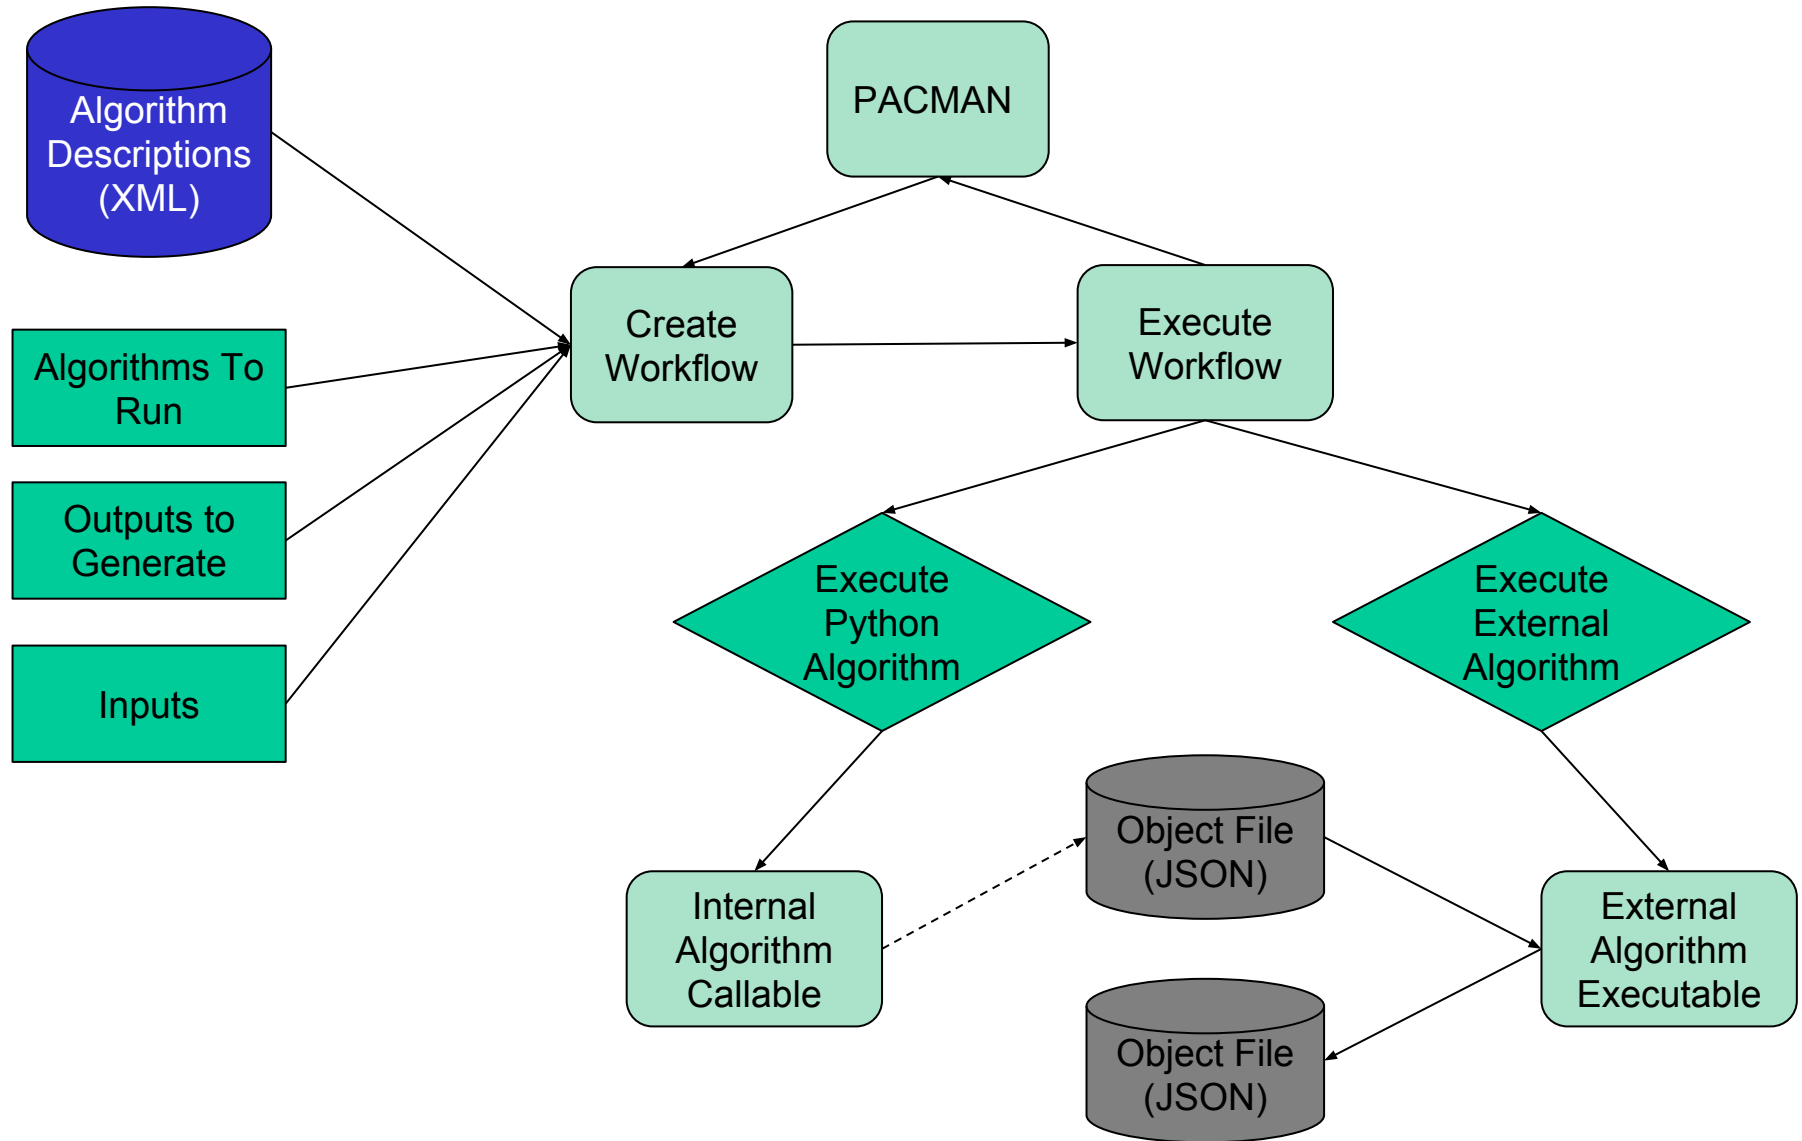 Algorithm
Descriptions
(XML)
PACMAN
Create
Workflow
Execute
Workflow
Algorithms To
Run
Outputs to
Generate
Inputs
Execute
Python
Algorithm
Execute
External
Algorithm
Object File
(JSON)
Internal
Algorithm
Callable
External
Algorithm
Executable
Object File
(JSON)